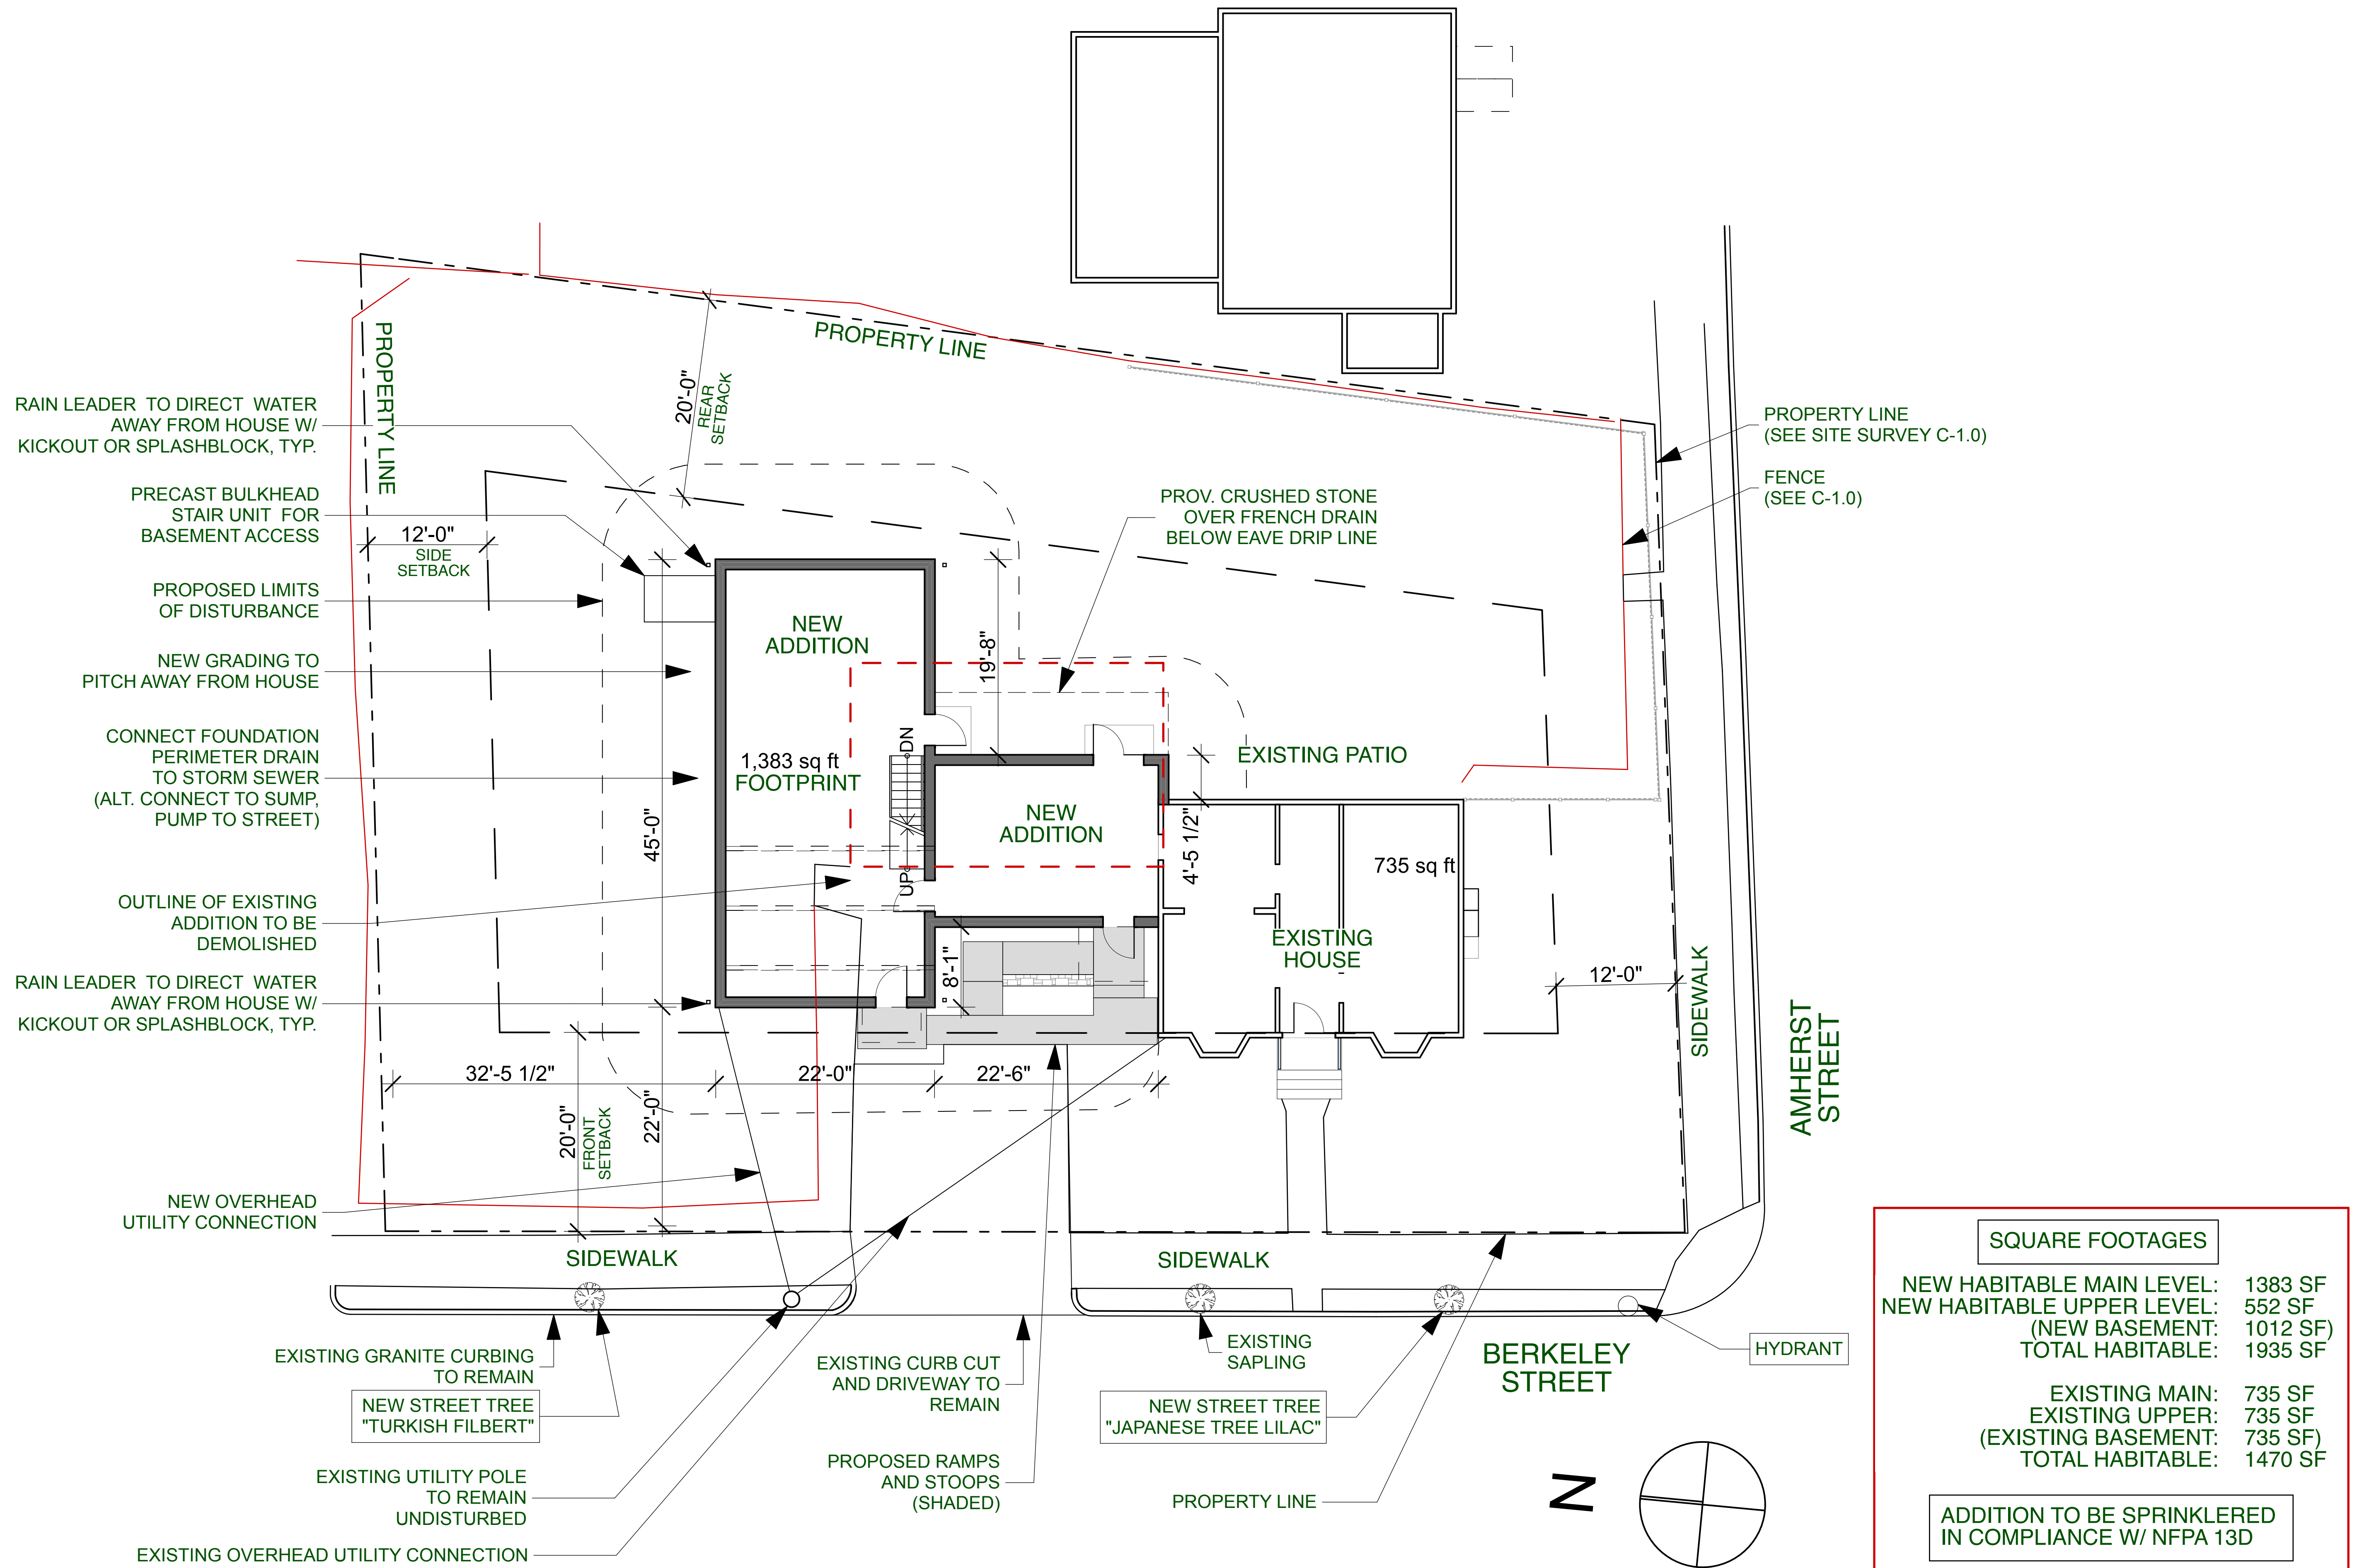 PROPERTY LINE
PROPERTY LINE
20'-0"
REAR
SETBACK
RAIN LEADER TO DIRECT WATER
AWAY FROM HOUSE W/
KICKOUT OR SPLASHBLOCK, TYP.
PRECAST BULKHEAD
STAIR UNIT FOR
BASEMENT ACCESS
12'-0"
SIDE
SETBACK
PROPOSED LIMITS
OF DISTURBANCE
NEW GRADING TO
PITCH AWAY FROM HOUSE
CONNECT FOUNDATION
PERIMETER DRAIN
TO STORM SEWER
(ALT. CONNECT TO SUMP,
PUMP TO STREET)
OUTLINE OF EXISTING
ADDITION TO BE
DEMOLISHED
RAIN LEADER TO DIRECT WATER
AWAY FROM HOUSE W/
KICKOUT OR SPLASHBLOCK, TYP.
NEW OVERHEAD
UTILITY CONNECTION
PROV. CRUSHED STONE
OVER FRENCH DRAIN
BELOW EAVE DRIP LINE
PROPERTY LINE
(SEE SITE SURVEY C-1.0)
FENCE
(SEE C-1.0)
NEW
ADDITION
19'-8"
1,383 sq ft
FOOTPRINT
DN
UP
45'-0"
NEW
ADDITION
EXISTING PATIO
4'-5 1/2"
735 sq ft
EXISTING
HOUSE
8'-1"
12'-0"
SIDEWALK
AMHERST
STREET
32'-5 1/2"
22'-0"
22'-6"
20'-0"
FRONT
SETBACK
22'-0"
SIDEWALK
SIDEWALK
EXISTING GRANITE CURBING
TO REMAIN
NEW STREET TREE
"TURKISH FILBERT"
EXISTING UTILITY POLE
TO REMAIN
UNDISTURBED
EXISTING OVERHEAD UTILITY CONNECTION
EXISTING CURB CUT
AND DRIVEWAY TO
REMAIN
PROPOSED RAMPS
AND STOOPS
(SHADED)
EXISTING
SAPLING
NEW STREET TREE
"JAPANESE TREE LILAC"
PROPERTY LINE
BERKELEY
STREET
HYDRANT
N
SQUARE FOOTAGES
NEW HABITABLE MAIN LEVEL: 1383 SF
NEW HABITABLE UPPER LEVEL: 552 SF
(NEW BASEMENT: 1012 SF)
TOTAL HABITABLE: 1935 SF
EXISTING MAIN: 735 SF
EXISTING UPPER: 735 SF
(EXISTING BASEMENT: 735 SF)
TOTAL HABITABLE: 1470 SF
ADDITION TO BE SPRINKLERED
IN COMPLIANCE W/ NFPA 13D